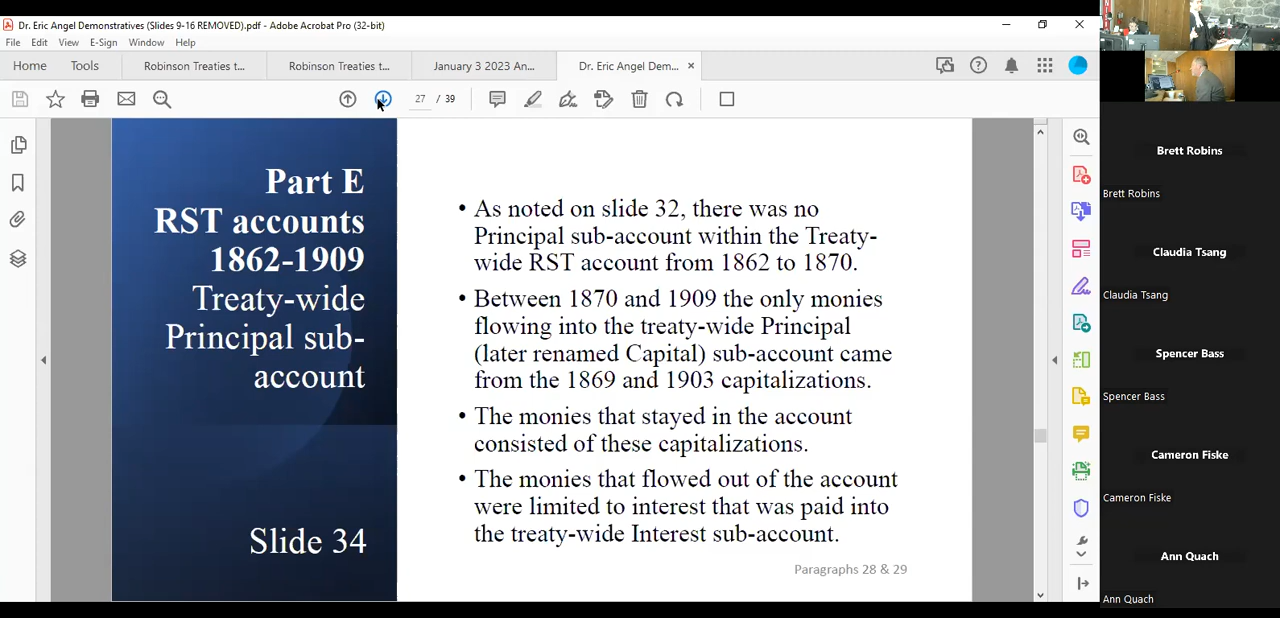 Dr. Eric Angel Demonstratives (Slides 9-16 REMOVED).pdf - Adobe Acrobat Pro (32-bit)
File Edit View E-Sign Window Help
Home Tools Robinson Treaties t... Robinson Treaties t... January 3 2023 An... Dr. Eric Angel Dem...
27 / 39
Part E
RST accounts
1862-1909
Treaty-wide
Principal sub-
account
Slide 34
• As noted on slide 32, there was no
Principal sub-account within the Treaty-
wide RST account from 1862 to 1870.
• Between 1870 and 1909 the only monies
flowing into the treaty-wide Principal
(later renamed Capital) sub-account came
from the 1869 and 1903 capitalizations.
• The monies that stayed in the account
consisted of these capitalizations.
• The monies that flowed out of the account
were limited to interest that was paid into
the treaty-wide Interest sub-account.
Paragraphs 28 & 29
Brett Robins
Brett Robins
Claudia Tsang
Claudia Tsang
Spencer Bass
Spencer Bass
Cameron Fiske
Cameron Fiske
Ann Quach
Ann Quach